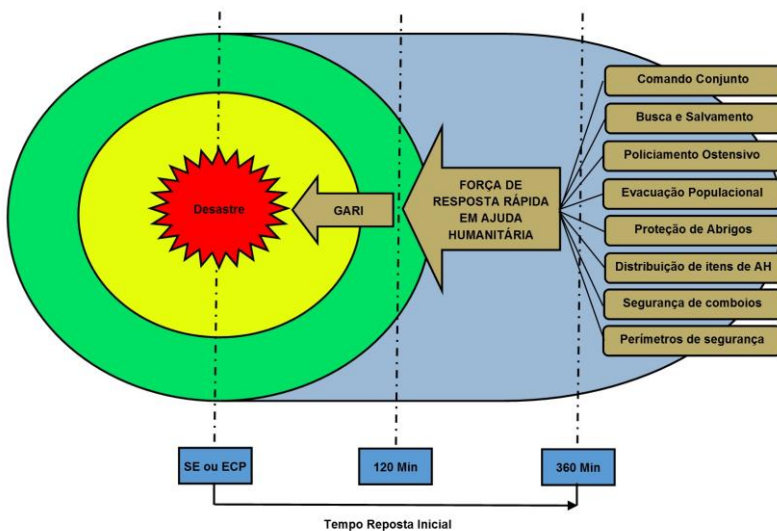 Desastre
GARI
FORÇA DE
RESPOSTA RÁPIDA
EM AJUDA
HUMANITÁRIA
Comando Conjunto
Busca e Salvamento
Policiamento Ostensivo
Evacuação Populacional
Proteção de Abrigos
Distribuição de itens de AH
Segurança de comboios
Perímetros de segurança
SE ou ECP
120 Min
360 Min
Tempo Reposta Inicial